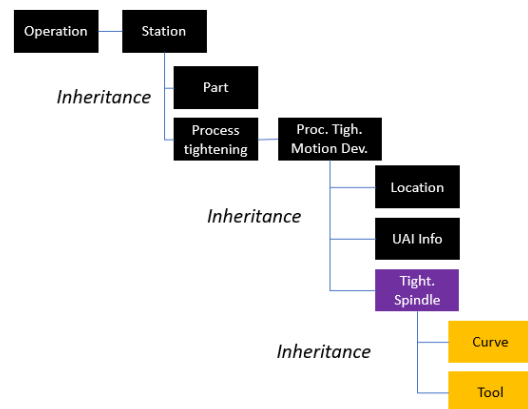 Operation
Station
Inheritance
Part
Process
tightening
Proc. Tigh.
Motion Dev.
Location
Inheritance
UAI Info
Tight.
Spindle
Inheritance
Curve
Tool